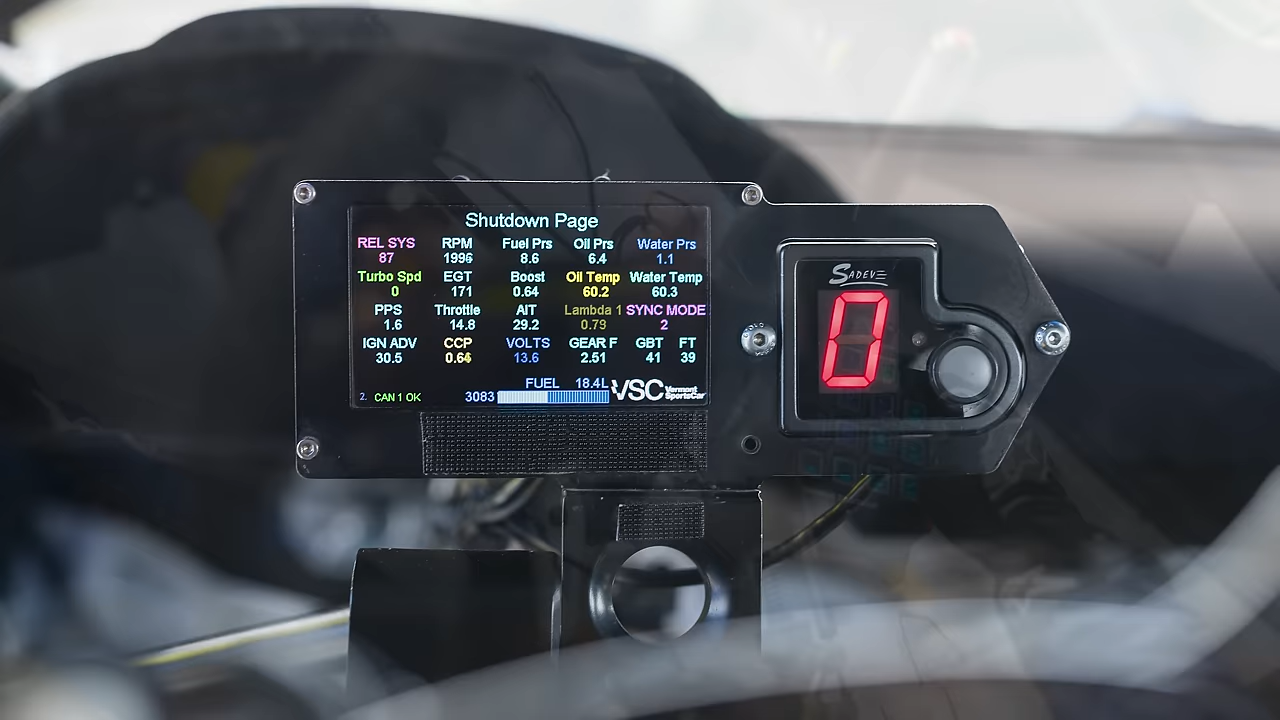 Shutdown Page
REL SYS RPM Fuel Prs Oil Prs Water Prs
87 1996 8.6 6.4 1.1
Turbo Spd EGT Boost Oil Temp Water Temp
0 171 0.64 60.2 60.3
PPS Throttle AIT Lambda 1 SYNC MODE
1.6 14.8 29.2 0.79 2
IGN ADV CCP VOLTS GEAR F GBT FT
30.5 0.64 13.6 2.51 41 39
FUEL 18.4L
2. CAN 1 OK 3083 VSC Vermont
SportsCar
SADEV
0